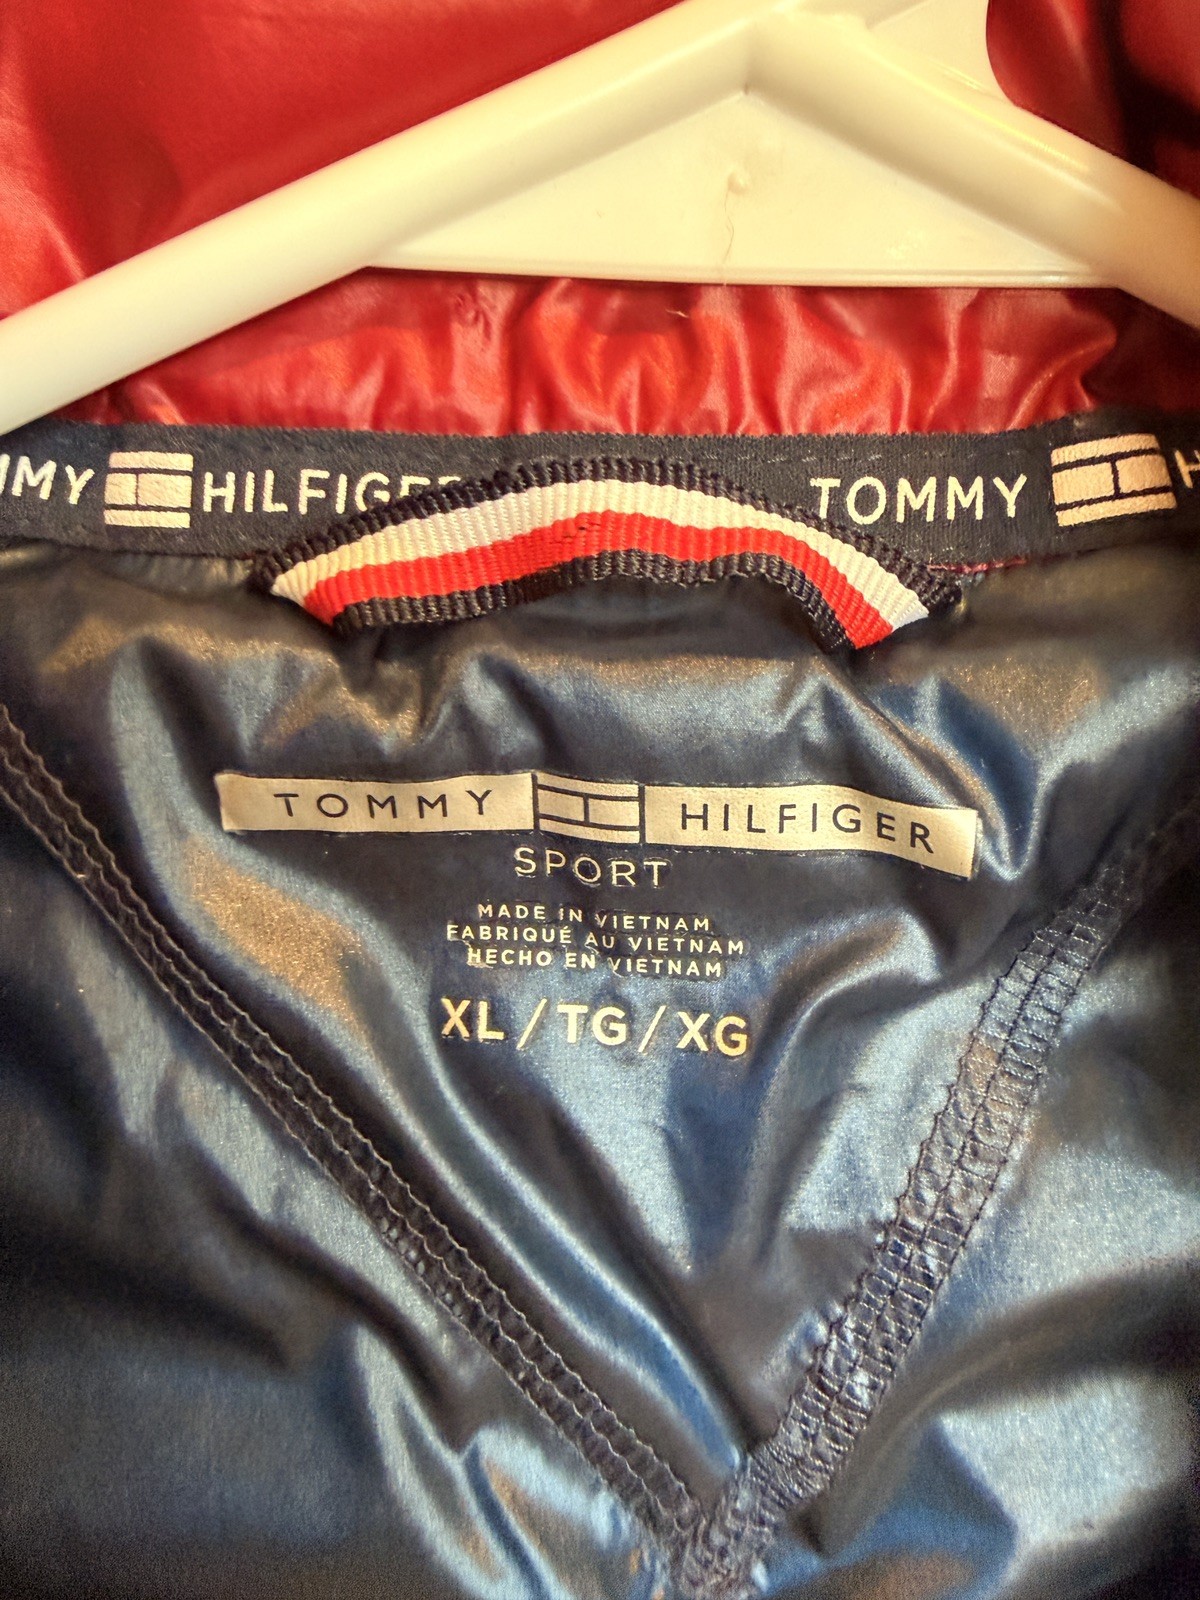 MMY HILFIGER TOMMY H
TOMMY HILFIGER
SPORT
MADE IN VIETNAM
FABRIQUÉ AU VIETNAM
HECHO EN VIETNAM
XL / TG / XG